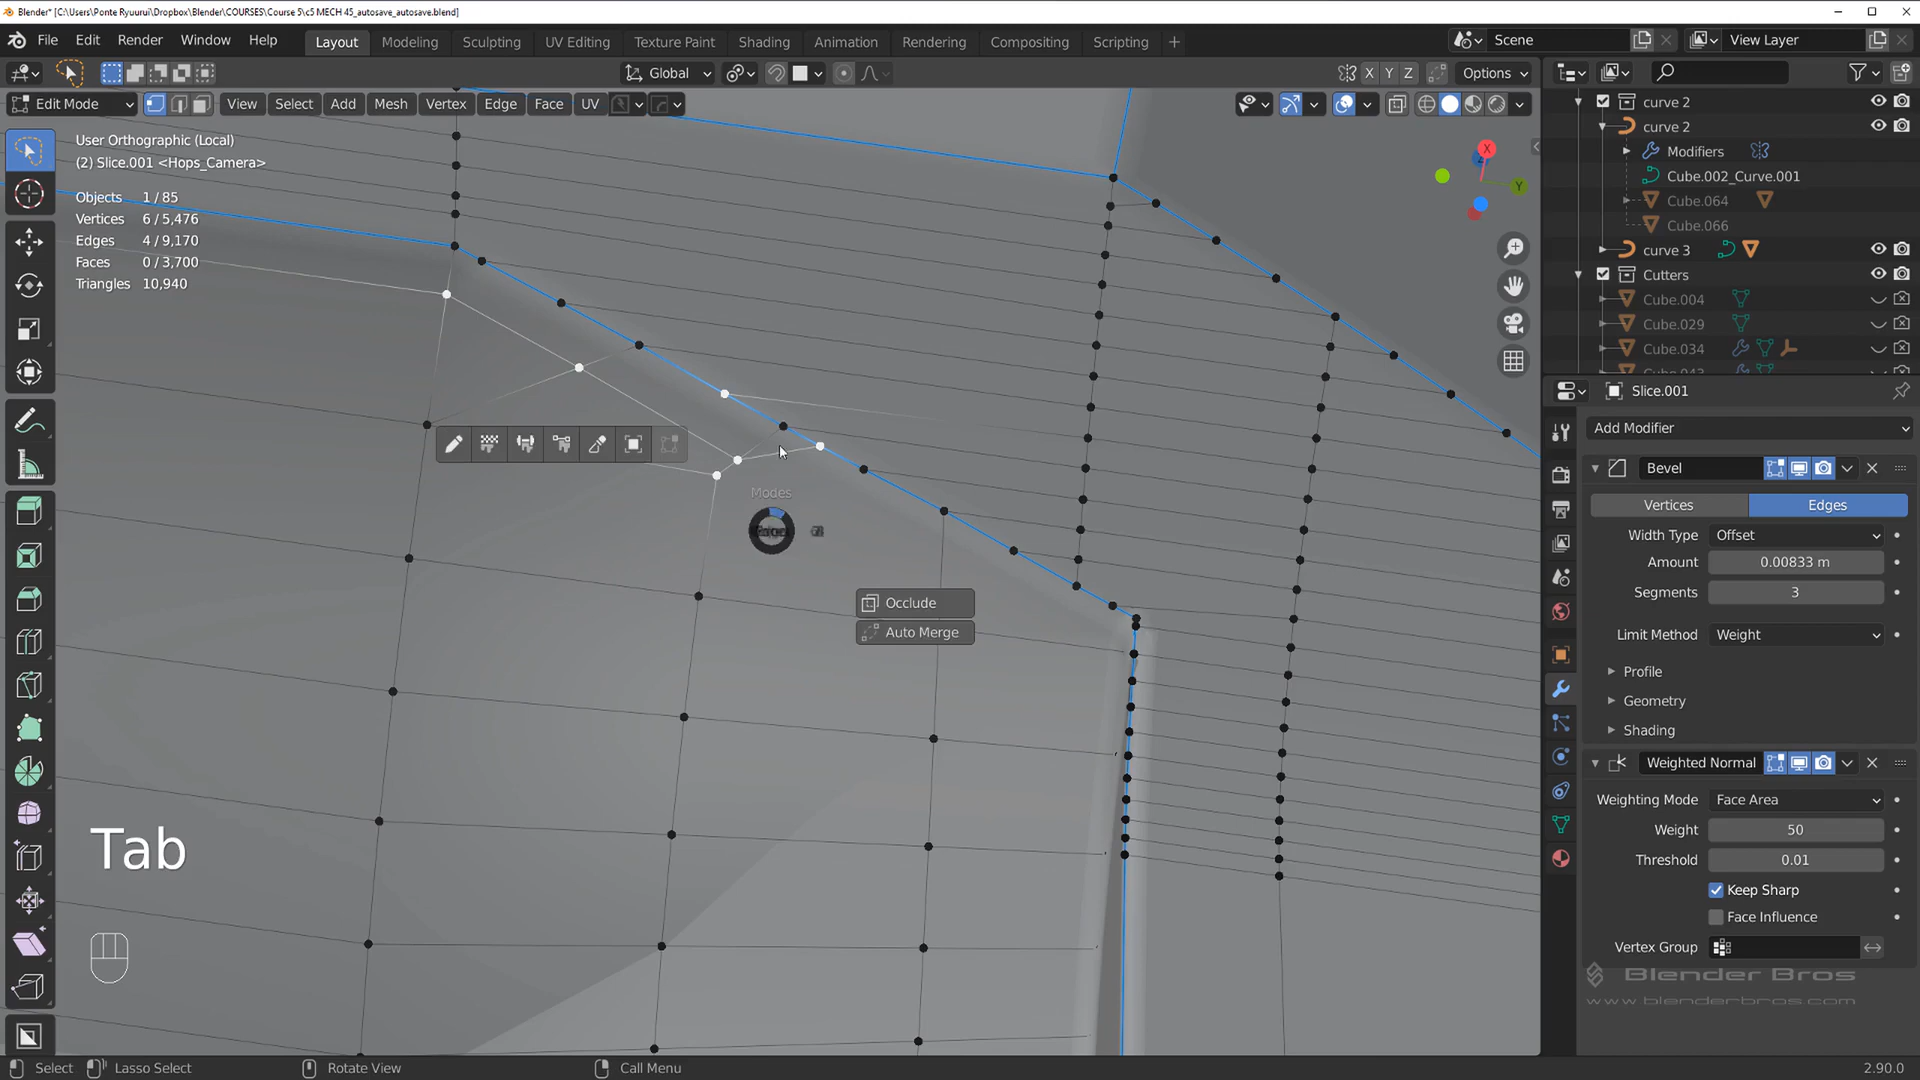 Blender* [C:\Users\Ponte Ryuurui\Dropbox\Blender\COURSES\Course 5\c5 MECH 45_autosave_autosave.blend]
File Edit Render Window Help
Layout Modeling Sculpting UV Editing Texture Paint Shading Animation Rendering Compositing Scripting +
Scene
View Layer
Global
X Y Z
Options
Edit Mode
View Select Add Mesh Vertex Edge Face UV
User Orthographic (Local)
(2) Slice.001 <Hops_Camera>
Objects 1 / 85
Vertices 6 / 5,476
Edges 4 / 9,170
Faces 0 / 3,700
Triangles 10,940
X
Y
Modes
Occlude
Auto Merge
Tab
curve 2
curve 2
Modifiers
Cube.002_Curve.001
Cube.064
Cube.066
curve 3
Cutters
Cube.004
Cube.029
Cube.034
Slice.001
Add Modifier
Bevel
Vertices Edges
Width Type Offset
Amount 0.00833 m
Segments 3
Limit Method Weight
Profile
Geometry
Shading
Weighted Normal
Weighting Mode Face Area
Weight 50
Threshold 0.01
Keep Sharp
Face Influence
Vertex Group
Blender Bros
www.blenderbros.com
Select Lasso Select Rotate View Call Menu 2.90.0